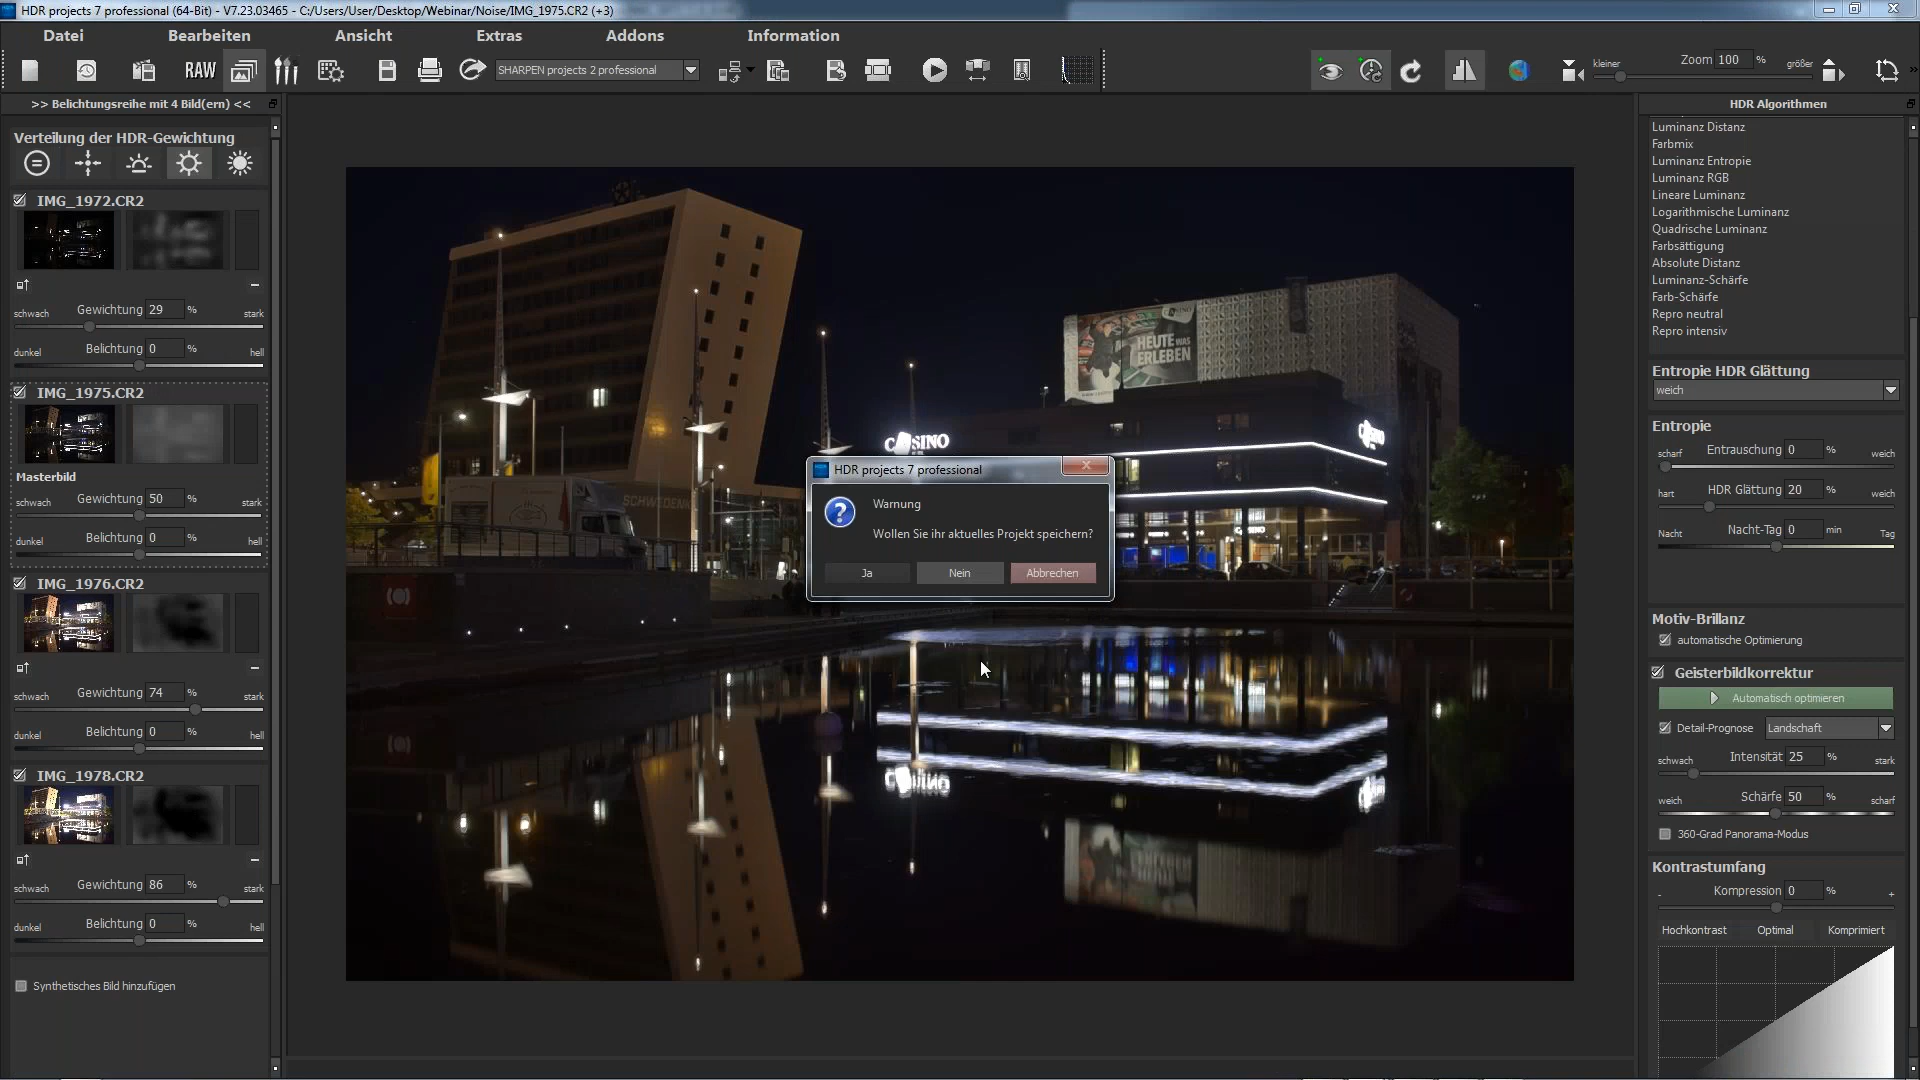 HDR projects 7 professional (64-Bit) - V7.23.03465 - C:/Users/User/Desktop/Webinar/Noise/IMG_1975.CR2 (+3)
Datei Bearbeiten Ansicht Extras Addons Information
RAW SHARPEN projects 2 professional kleiner Zoom 100 % größer
>> Belichtungsreihe mit 4 Bild(ern) <<
Verteilung der HDR-Gewichtung
IMG_1972.CR2
schwach Gewichtung 29 % stark
dunkel Belichtung 0 % hell
IMG_1975.CR2
Masterbild
schwach Gewichtung 50 % stark
dunkel Belichtung 0 % hell
IMG_1976.CR2
schwach Gewichtung 74 % stark
dunkel Belichtung 0 % hell
IMG_1978.CR2
schwach Gewichtung 86 % stark
dunkel Belichtung 0 % hell
Synthetisches Bild hinzufügen
CASINO
HEUTE WAS
ERLEBEN
CASINO
SCHWEDENK
HDR projects 7 professional
Warnung
Wollen Sie ihr aktuelles Projekt speichern?
Ja Nein Abbrechen
HDR Algorithmen
Luminanz Distanz
Farbmix
Luminanz Entropie
Luminanz RGB
Lineare Luminanz
Logarithmische Luminanz
Quadrische Luminanz
Farbsättigung
Absolute Distanz
Luminanz-Schärfe
Farb-Schärfe
Repro neutral
Repro intensiv
Entropie HDR Glättung
weich
Entropie
scharf Entrauschung 0 % weich
hart HDR Glättung 20 % weich
Nacht Nacht-Tag 0 min Tag
Motiv-Brillanz
automatische Optimierung
Geisterbildkorrektur
Automatisch optimieren
Detail-Prognose Landschaft
schwach Intensität 25 % stark
weich Schärfe 50 % scharf
360-Grad Panorama-Modus
Kontrastumfang
- Kompression 0 % +
Hochkontrast Optimal Komprimiert